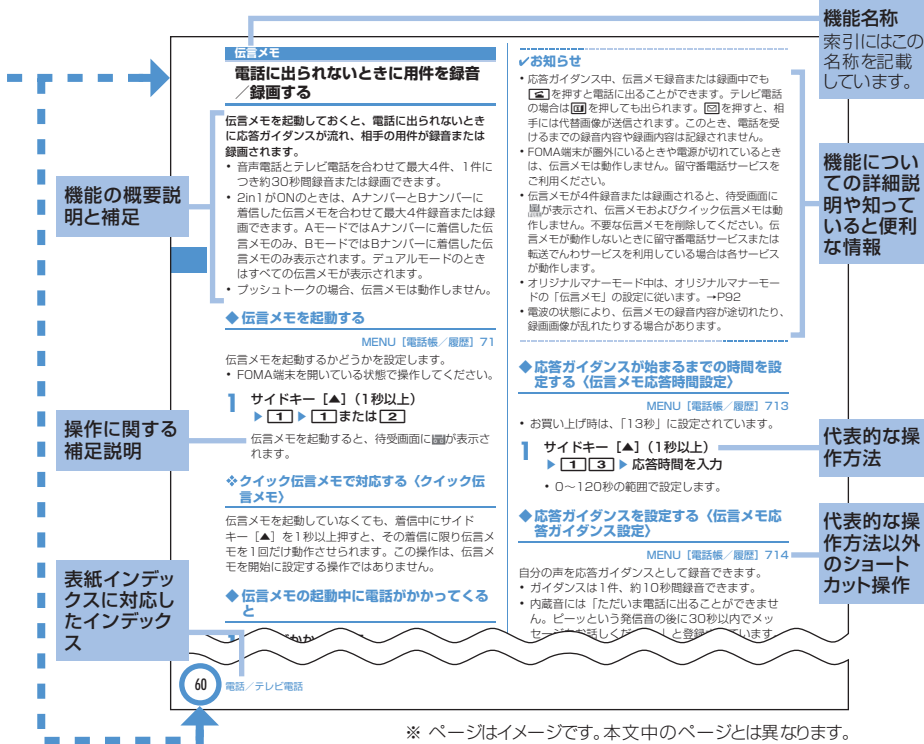 機能名称
索引にはこの
名称を記載
しています。
伝言メモ
電話に出られないときに用件を録音
/録画する
伝言メモを起動しておくと、電話に出られないとき
に応答ガイダンスが流れ、相手の用件が録音または
録画されます。
• 音声電話とテレビ電話を合わせて最大4件、1件に
つき約30秒間録音または録画できます。
• 2in1がONのときは、AナンバーとBナンバーに
着信した伝言メモを合わせて最大4件録音または録
画できます。AモードではAナンバーに着信した伝
言メモのみ、BモードではBナンバーに着信した伝
言メモのみ表示されます。デュアルモードのとき
はすべての伝言メモが表示されます。
• プッシュトークの場合、伝言メモは動作しません。
機能の概要説
明と補足
◆ 伝言メモを起動する
MENU[電話帳/履歴]71
伝言メモを起動するかどうかを設定します。
• FOMA端末を開いている状態で操作してください。
1 サイドキー[▲](1秒以上)
▶ 1 ▶ 1 または 2
伝言メモを起動すると、待受画面に が表示さ
れます。
操作に関する
補足説明
❖クイック伝言メモで対応する〈クイック伝
言メモ〉
伝言メモを起動していなくても、着信中にサイド
キー[▲]を1秒以上押すと、その着信に限り伝言メ
モを1回だけ動作させられます。この操作は、伝言メ
モを開始に設定する操作ではありません。
◆ 伝言メモの起動中に電話がかかってくる
と
表紙インデッ
クスに対応し
たインデック
ス
✔お知らせ
• 応答ガイダンス中、伝言メモ録音または録画中でも
を押すと電話に出ることができます。テレビ電話
の場合は を押しても出られます。 を押すと、相
手には代替画像が送信されます。このとき、電話を受
けるまでの録音内容や録画内容は記録されません。
• FOMA端末が圏外にいるときや電源が切れているとき
は、伝言メモは動作しません。留守番電話サービスを
ご利用ください。
• 伝言メモが4件録音または録画されると、待受画面に
が表示され、伝言メモおよびクイック伝言メモは動
作しません。不要な伝言メモを削除してください。伝
言メモが動作しないときに留守番電話サービスまたは
転送でんわサービスを利用している場合は各サービス
が動作します。
• オリジナルマナーモード中は、オリジナルマナーモー
ドの「伝言メモ」の設定に従います。→P92
• 電波の状態により、伝言メモの録音内容が途切れたり、
録画画像が乱れたりする場合があります。
機能につい
ての詳細説
明や知って
いると便利
な情報
◆応答ガイダンスが始まるまでの時間を設
定する〈伝言メモ応答時間設定〉
MENU[電話帳/履歴]713
• お買い上げ時は、「13秒」に設定されています。
1 サイドキー[▲](1秒以上)
▶ 1 3 ▶ 応答時間を入力
• 0〜120秒の範囲で設定します。
代表的な操
作方法
◆応答ガイダンスを設定する〈伝言メモ応
答ガイダンス設定〉
MENU[電話帳/履歴]714
自分の声を応答ガイダンスとして録音できます。
• ガイダンスは1件、約10秒間録音できます。
• 内蔵音には「ただいま電話に出ることができませ
ん。ピーッという発信音の後に30秒以内でメッ
代表的な操
作方法以外
のショート
カット操作
60 電話/テレビ電話
※ ページはイメージです。本文中のページとは異なります。